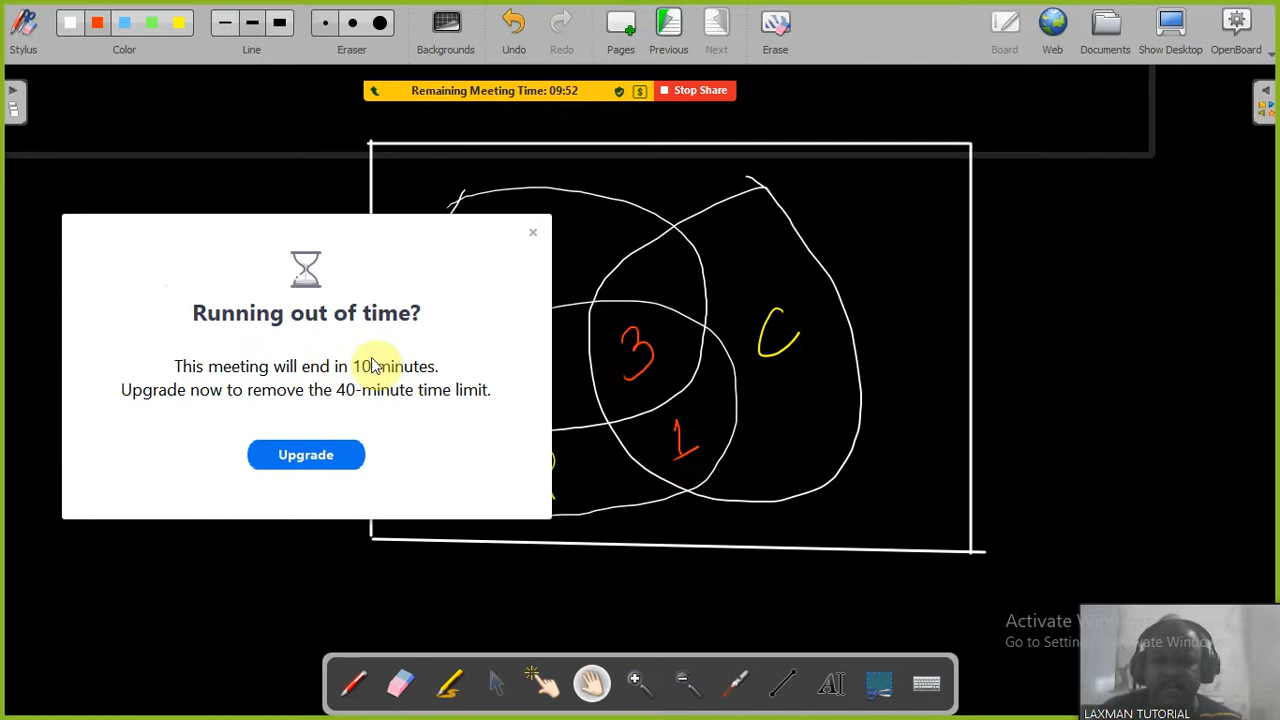 Stylus
Color
Line
Eraser
Backgrounds
Undo
Redo
Pages
Previous
Next
Erase
Board
Web
Documents
Show Desktop
OpenBoard
Remaining Meeting Time: 09:52
$
Stop Share
Running out of time?
This meeting will end in 10 minutes.
Upgrade now to remove the 40-minute time limit.
Upgrade
3
C
1
Activate Windows
Go to Settings to activate Windows.
AI
LAXMAN TUTORIAL